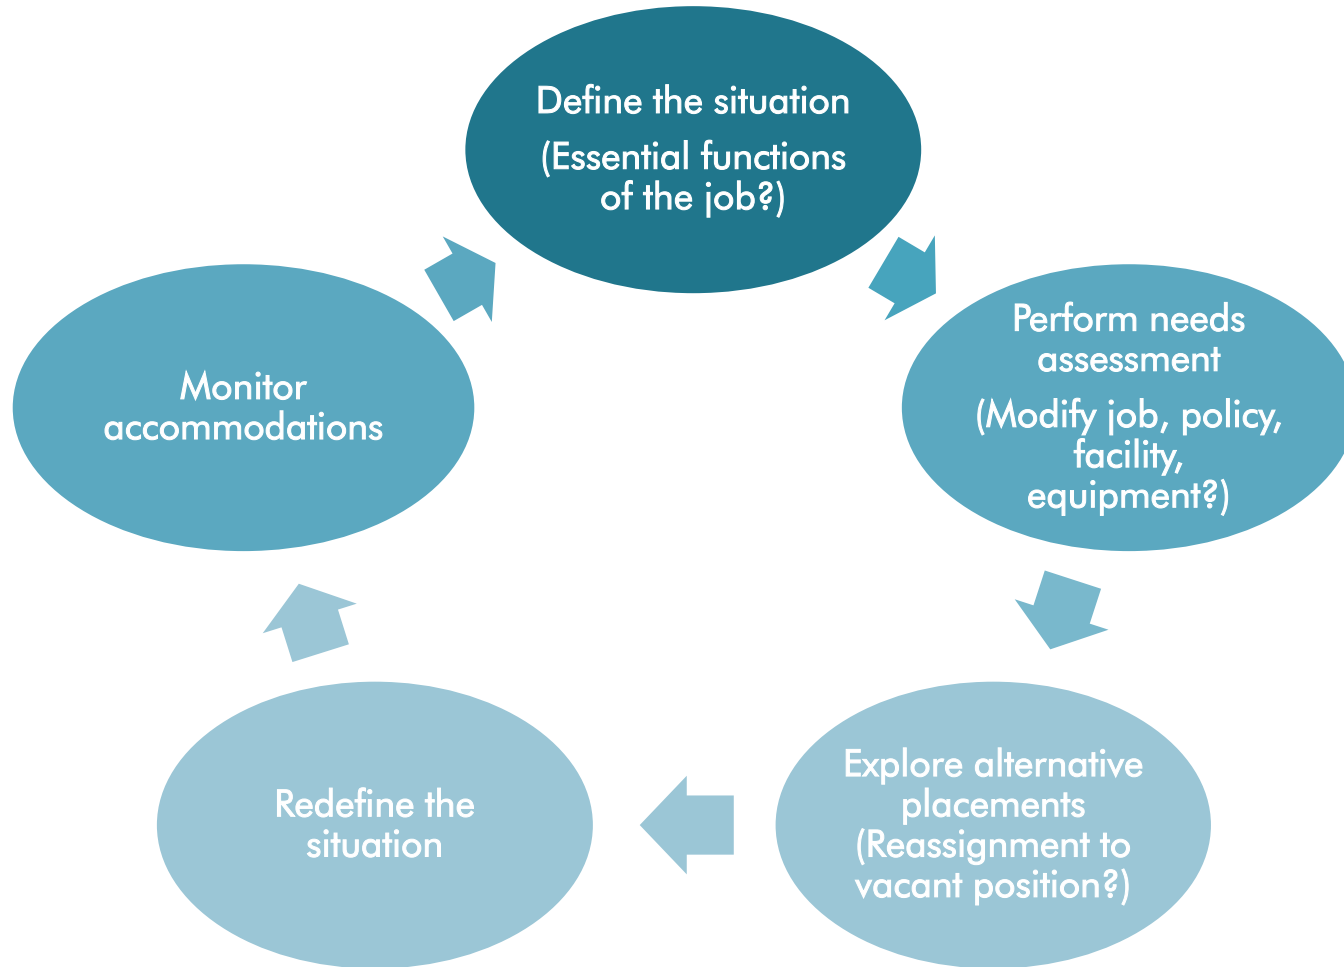 Define the situation
(Essential functions
of the job?)
Perform needs
assessment
(Modify job, policy,
facility,
equipment?)
Explore alternative
placements
(Reassignment to
vacant position?)
Redefine the
situation
Monitor
accommodations